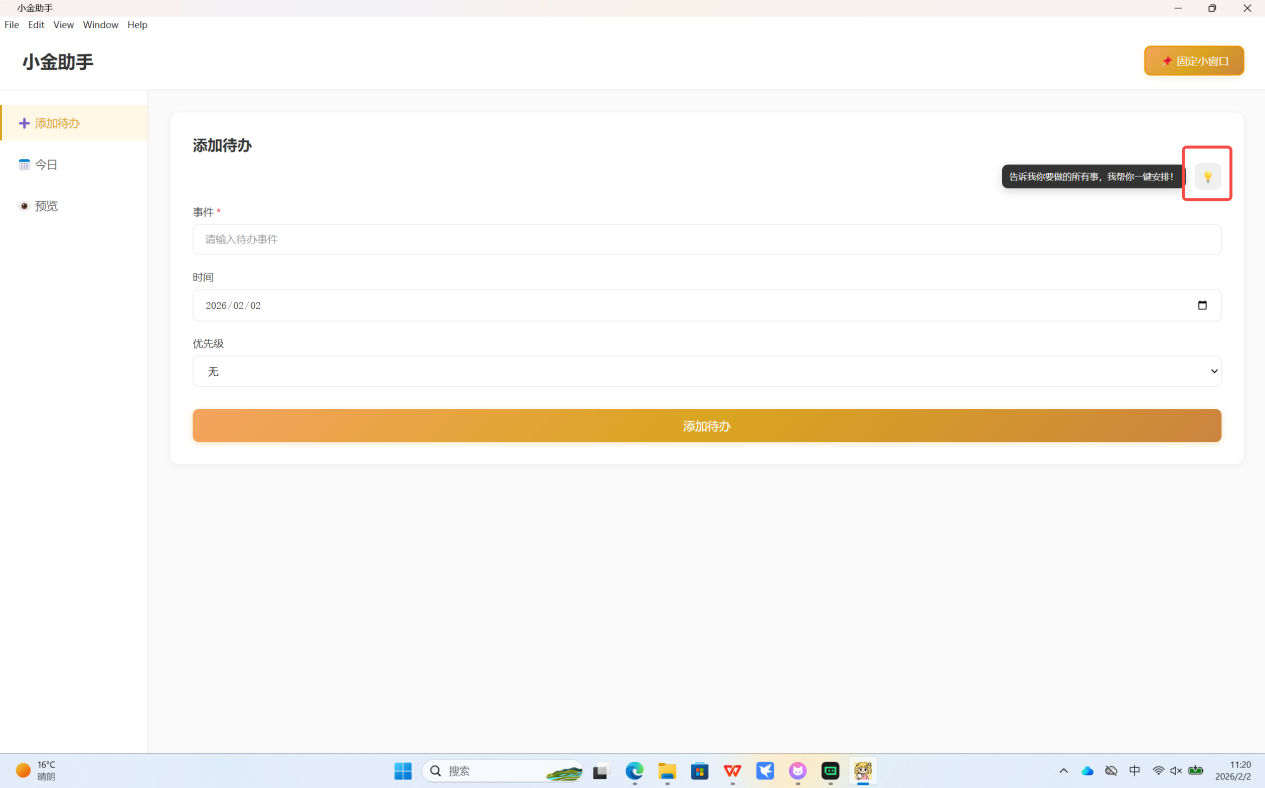 小金助手
File Edit View Window Help
小金助手
固定小窗口
添加待办
今日
预览
添加待办
告诉我你要做的所有事，我帮你一键安排！
事件 *
请输入待办事件
时间
2026/02/02
优先级
无
添加待办
16°C
晴朗
搜索
中
11:20
2026/2/2